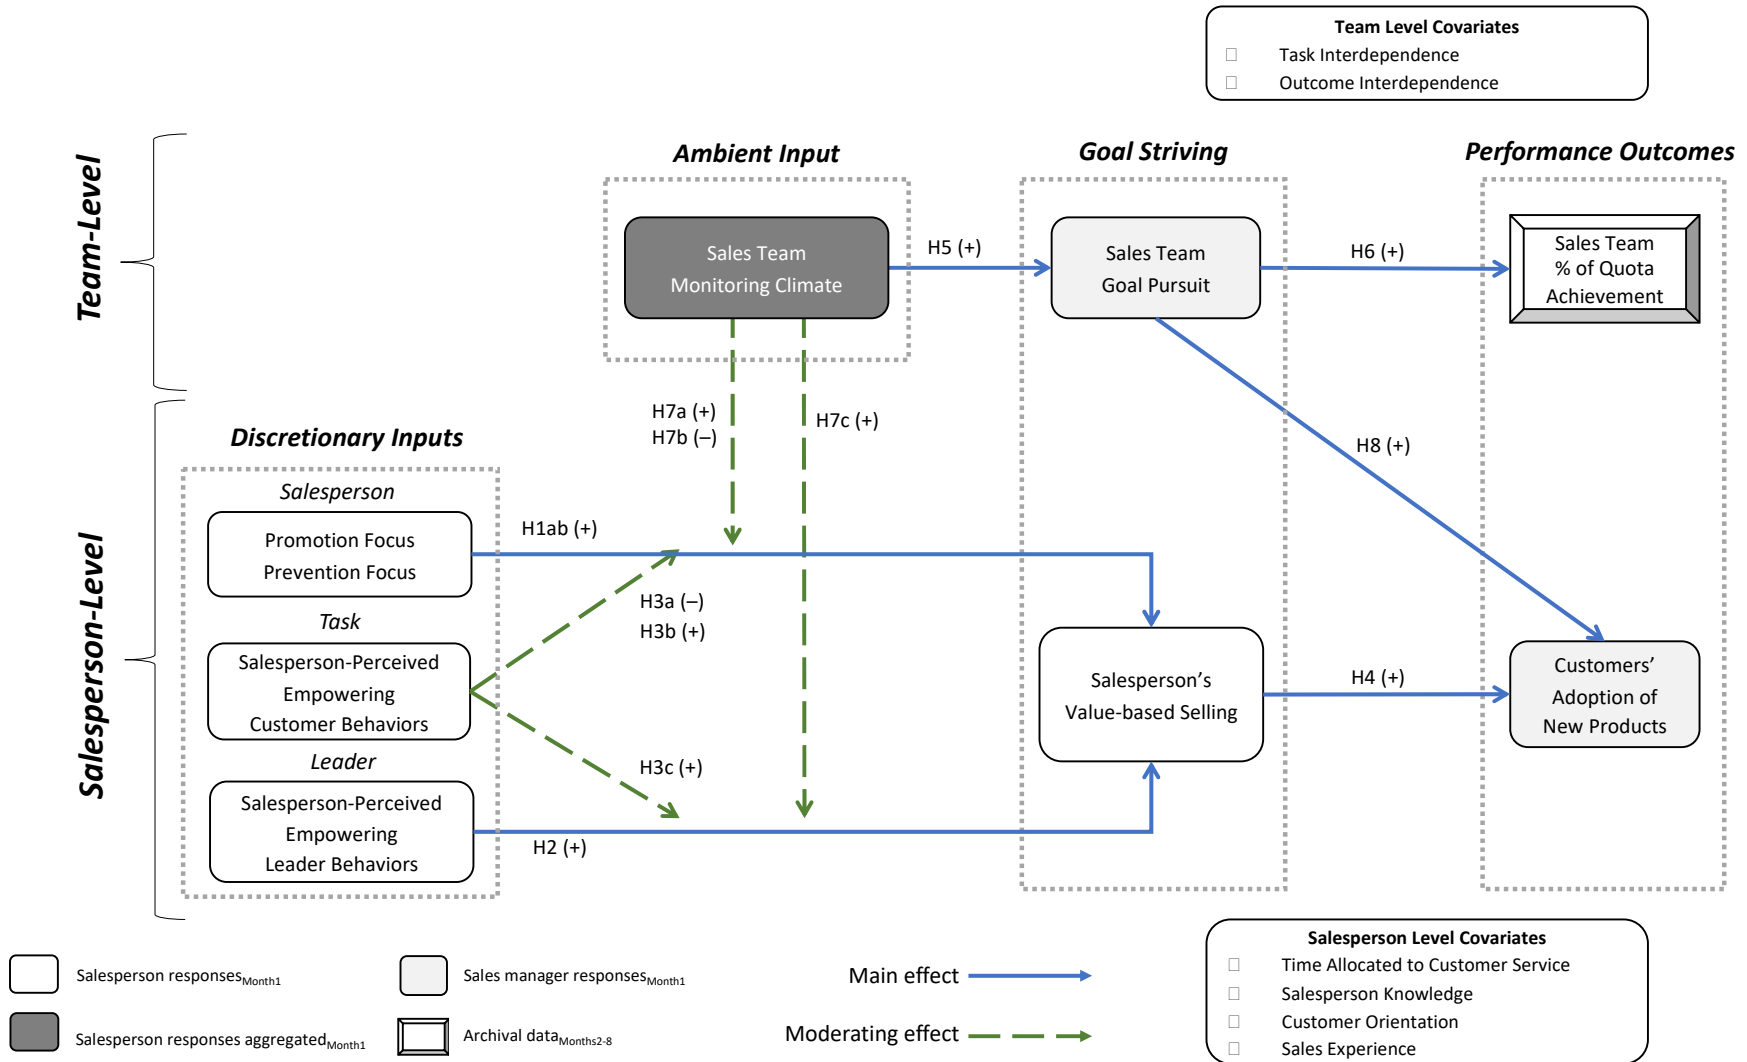 Team Level Covariates
Task Interdependence
Outcome Interdependence
Team-Level
Ambient Input
Goal Striving
Performance Outcomes
Sales Team
Monitoring Climate
H5 (+)
Sales Team
Goal Pursuit
H6 (+)
Sales Team
% of Quota
Achievement
H7a (+)
H7b (–)
H7c (+)
H8 (+)
Salesperson-Level
Discretionary Inputs
Salesperson
Promotion Focus
Prevention Focus
H1ab (+)
Task
H3a (–)
H3b (+)
Salesperson-Perceived
Empowering
Customer Behaviors
H3c (+)
Leader
Salesperson-Perceived
Empowering
Leader Behaviors
H2 (+)
Salesperson’s
Value-based Selling
H4 (+)
Customers’
Adoption of
New Products
Salesperson responsesMonth1
Sales manager responsesMonth1
Salesperson responses aggregatedMonth1
Archival dataMonths2-8
Main effect
Moderating effect
Salesperson Level Covariates
Time Allocated to Customer Service
Salesperson Knowledge
Customer Orientation
Sales Experience